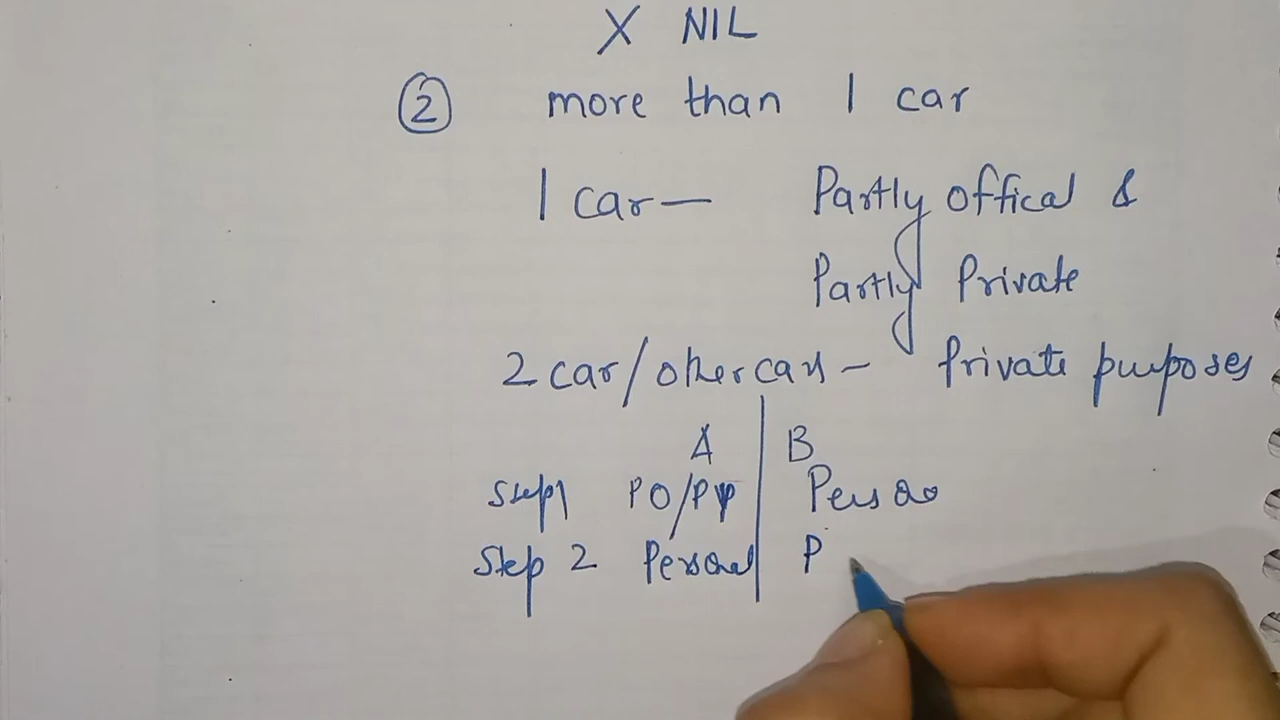 X NIL
② more than 1 car
1 car — Partly offical &
Partly Private
2 car/other cars – Private purposes
A | B
Step1 PO/PP | Perso
Step 2 Personal | P